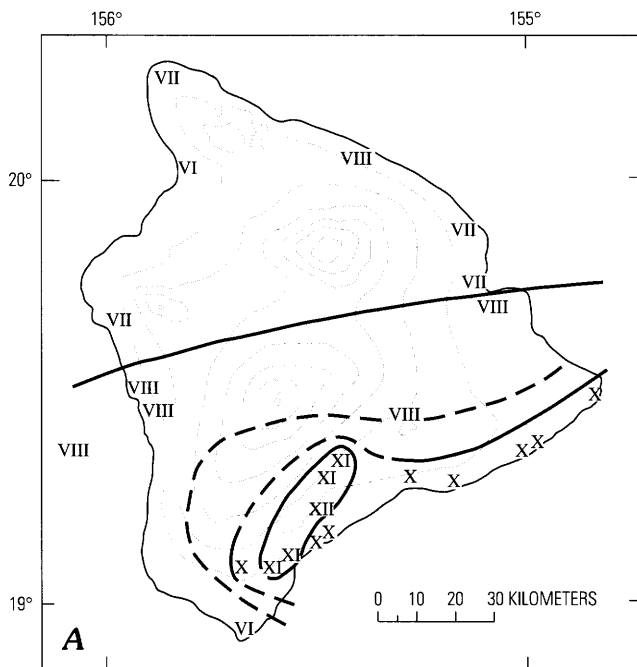 156° 155°
VII
VIII
VI
20°
VII
VII
VII VIII
VIII
VIII
X
VIII
VIII
X
X
XI
XI X X
XII
X
X
XI
X XI
19°
0 10 20 30 KILOMETERS
VI
A